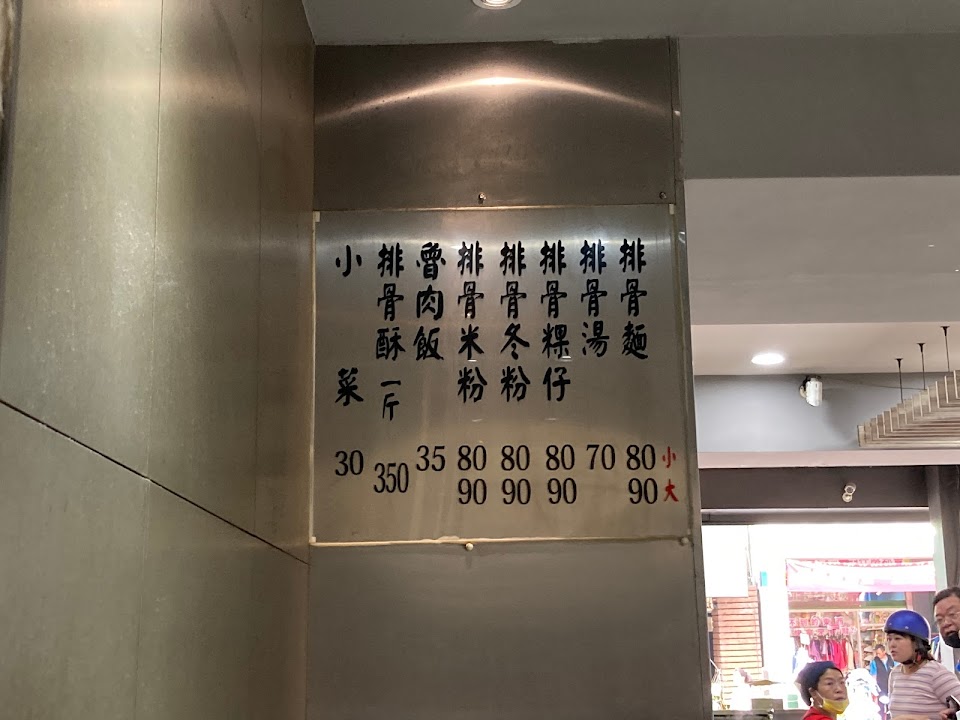 排骨麵 80 小 90 大
排骨湯 70
排骨粿仔 80 90
排骨冬粉 80 90
排骨米粉 80 90
魯肉飯 35
排骨酥一斤 350
小菜 30